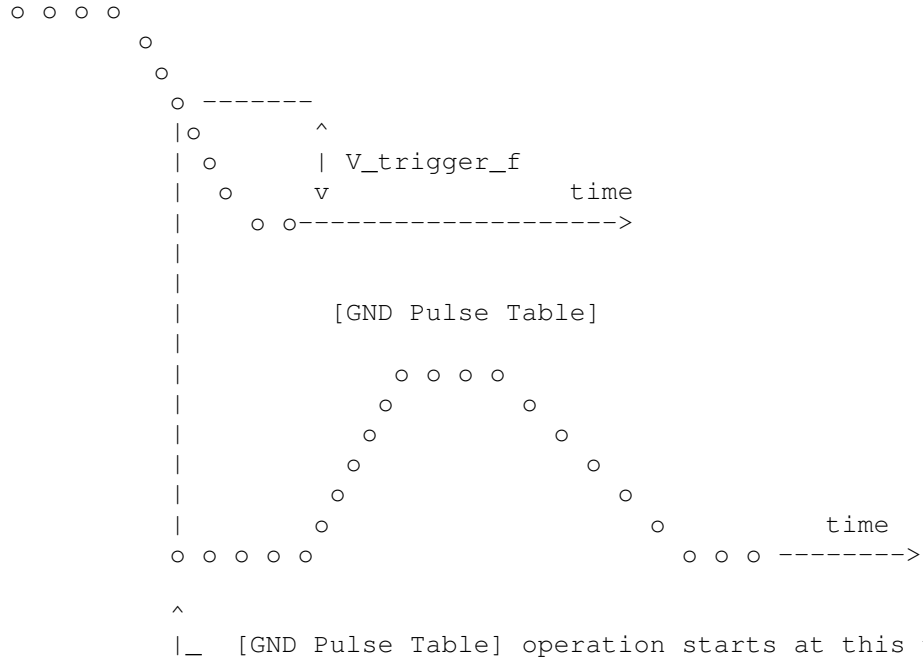 o o o o
o
o
o -------
|o ^
| o | V_trigger_f
| o v time
| o o-------------------->
|
|
| [GND Pulse Table]
|
| o o o o
| o o
| o o
| o o
| o o
| o o time
o o o o o o o o -------->
^
|_ [GND Pulse Table] operation starts at this